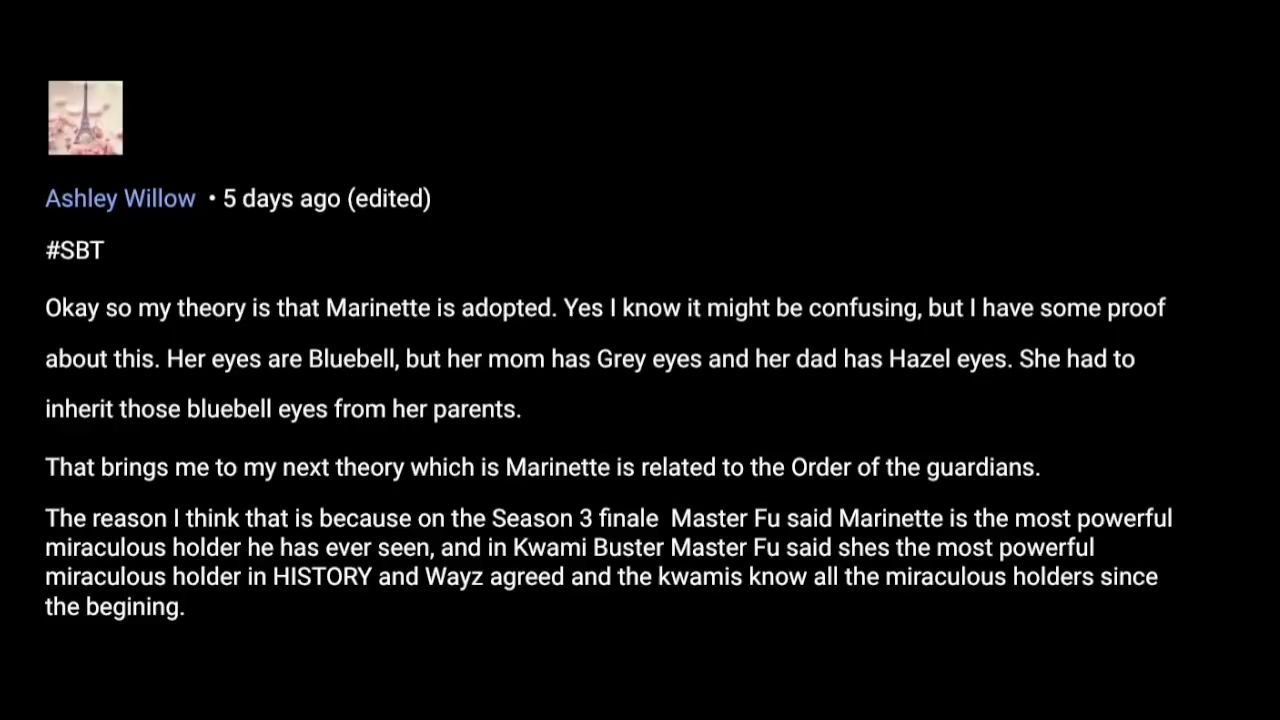 Ashley Willow • 5 days ago (edited)
#SBT
Okay so my theory is that Marinette is adopted. Yes I know it might be confusing, but I have some proof
about this. Her eyes are Bluebell, but her mom has Grey eyes and her dad has Hazel eyes. She had to
inherit those bluebell eyes from her parents.
That brings me to my next theory which is Marinette is related to the Order of the guardians.
The reason I think that is because on the Season 3 finale  Master Fu said Marinette is the most powerful
miraculous holder he has ever seen, and in Kwami Buster Master Fu said shes the most powerful
miraculous holder in HISTORY and Wayz agreed and the kwamis know all the miraculous holders since
the begining.